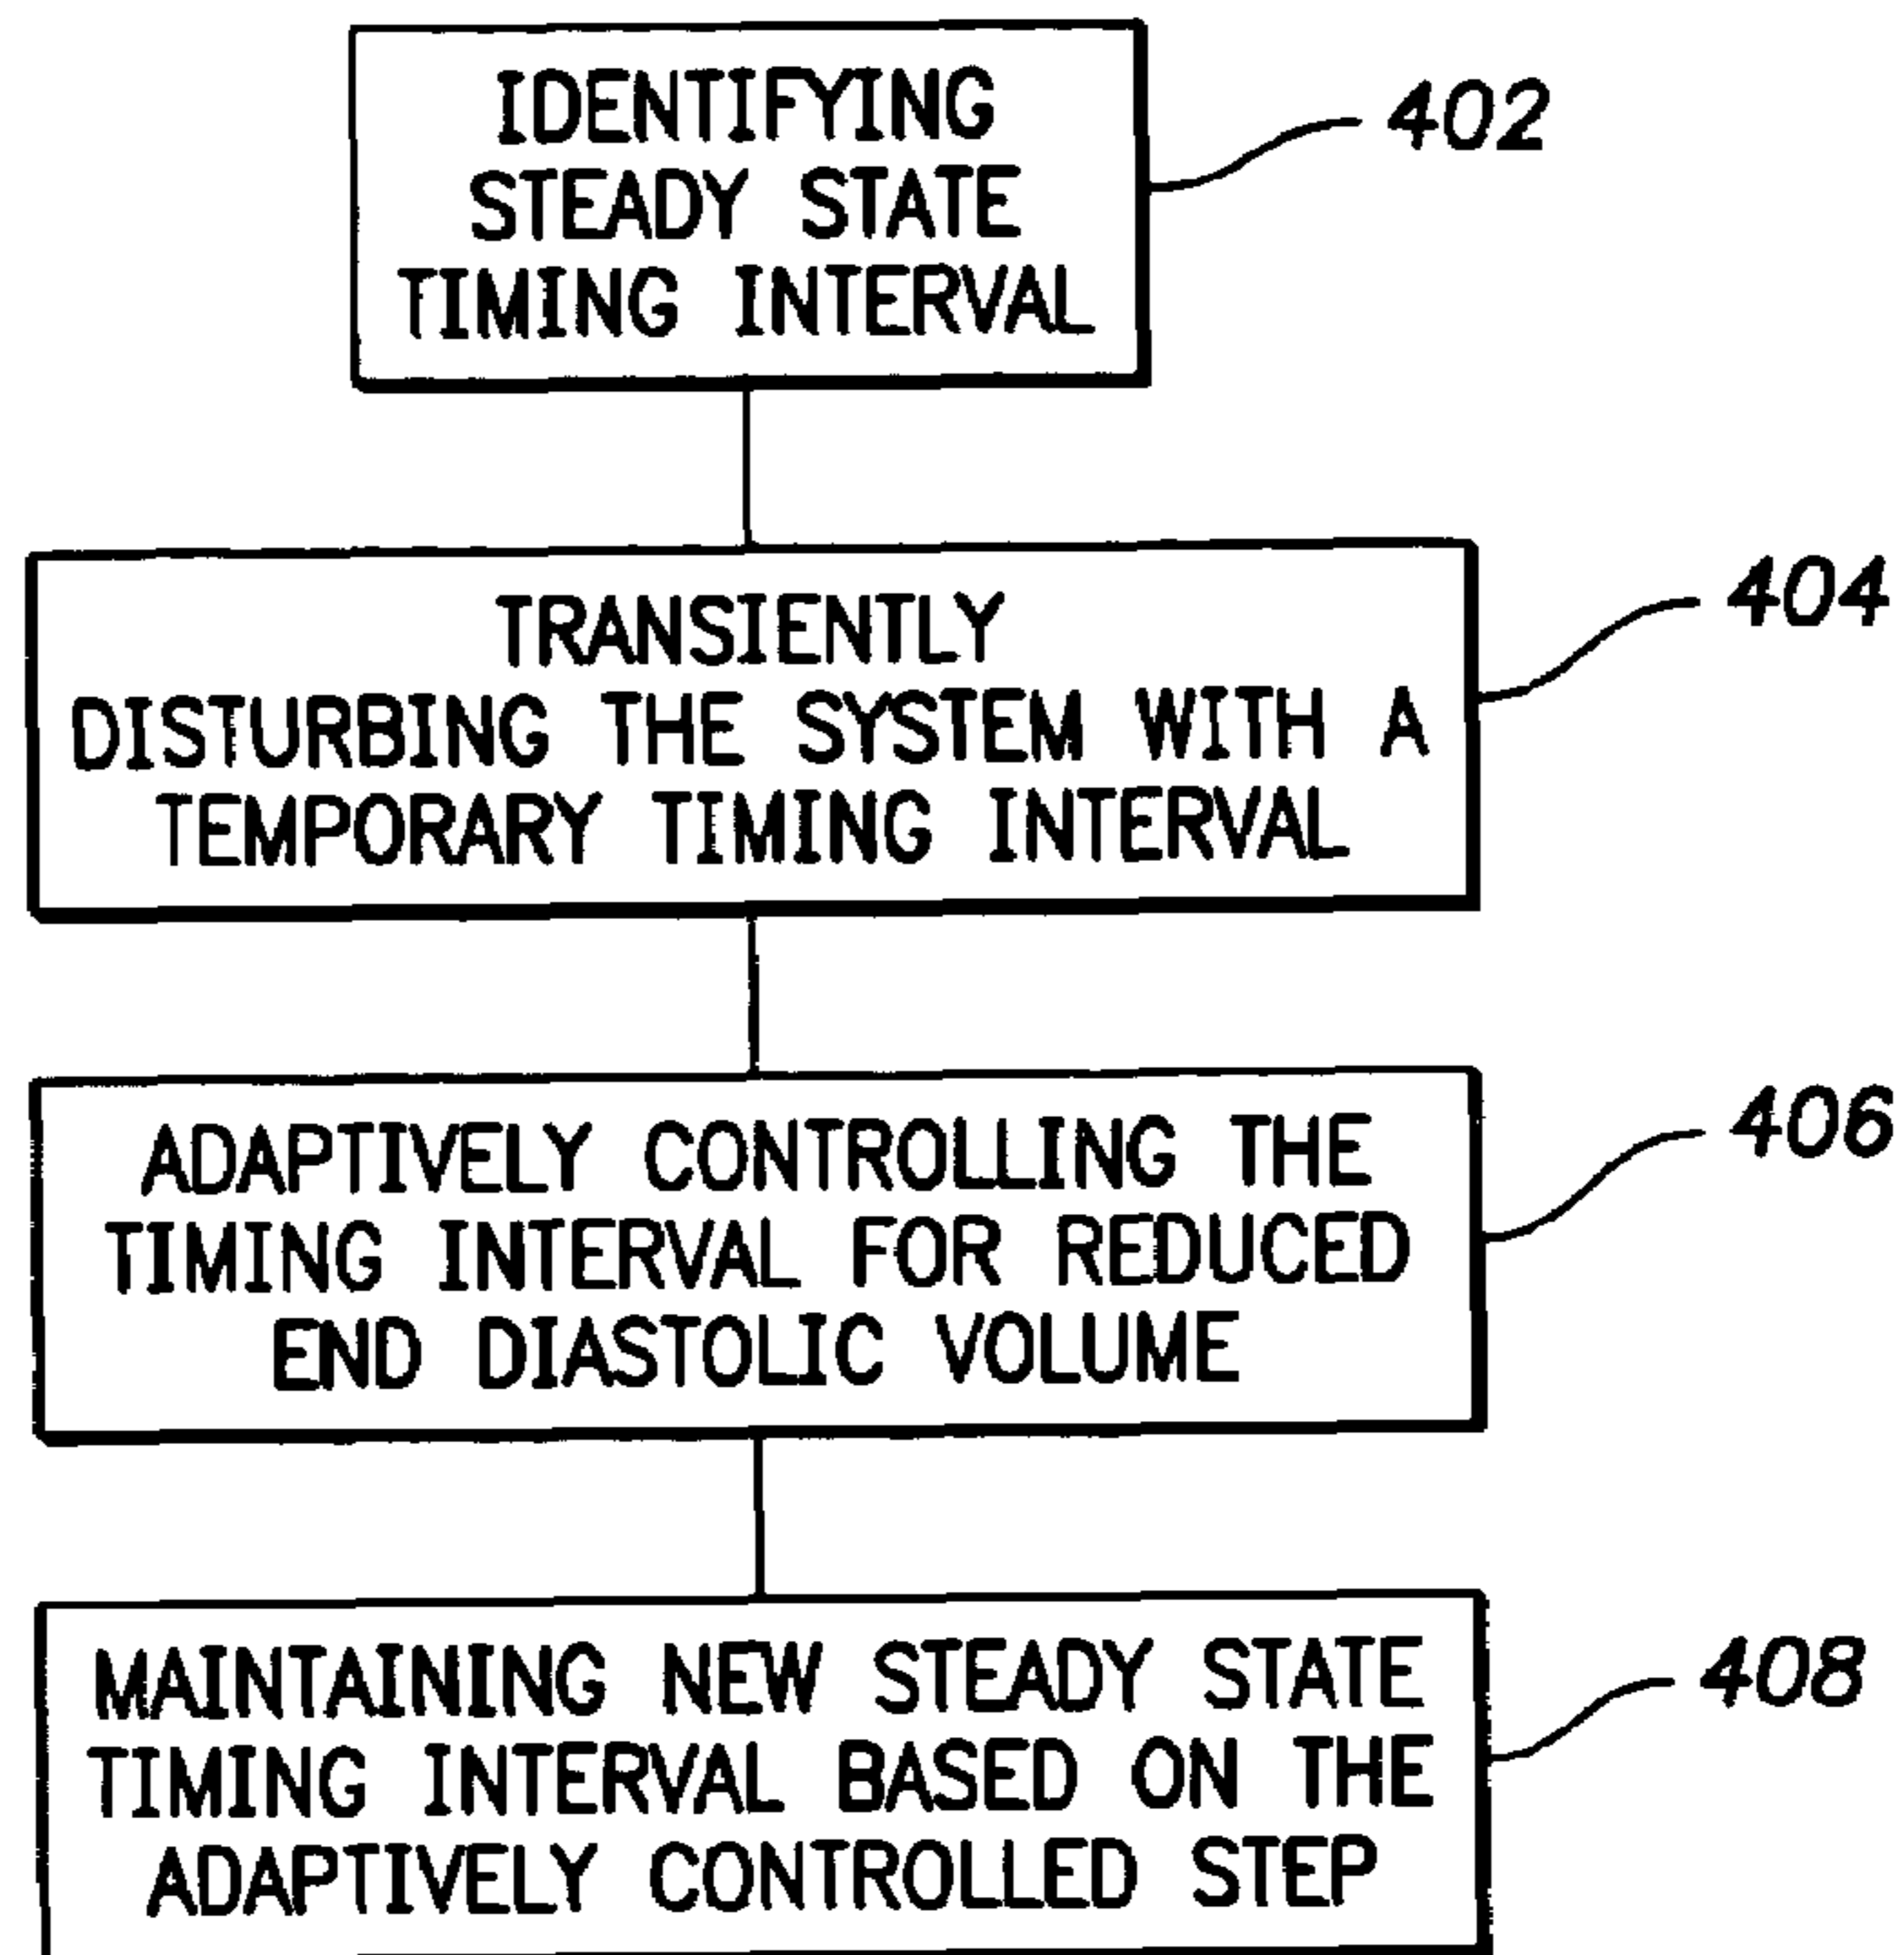 IDENTIFYING
STEADY STATE
TIMING INTERVAL
402
TRANSIENTLY
DISTURBING THE SYSTEM WITH A
TEMPORARY TIMING INTERVAL
404
ADAPTIVELY CONTROLLING THE
TIMING INTERVAL FOR REDUCED
END DIASTOLIC VOLUME
406
MAINTAINING NEW STEADY STATE
TIMING INTERVAL BASED ON THE
ADAPTIVELY CONTROLLED STEP
408